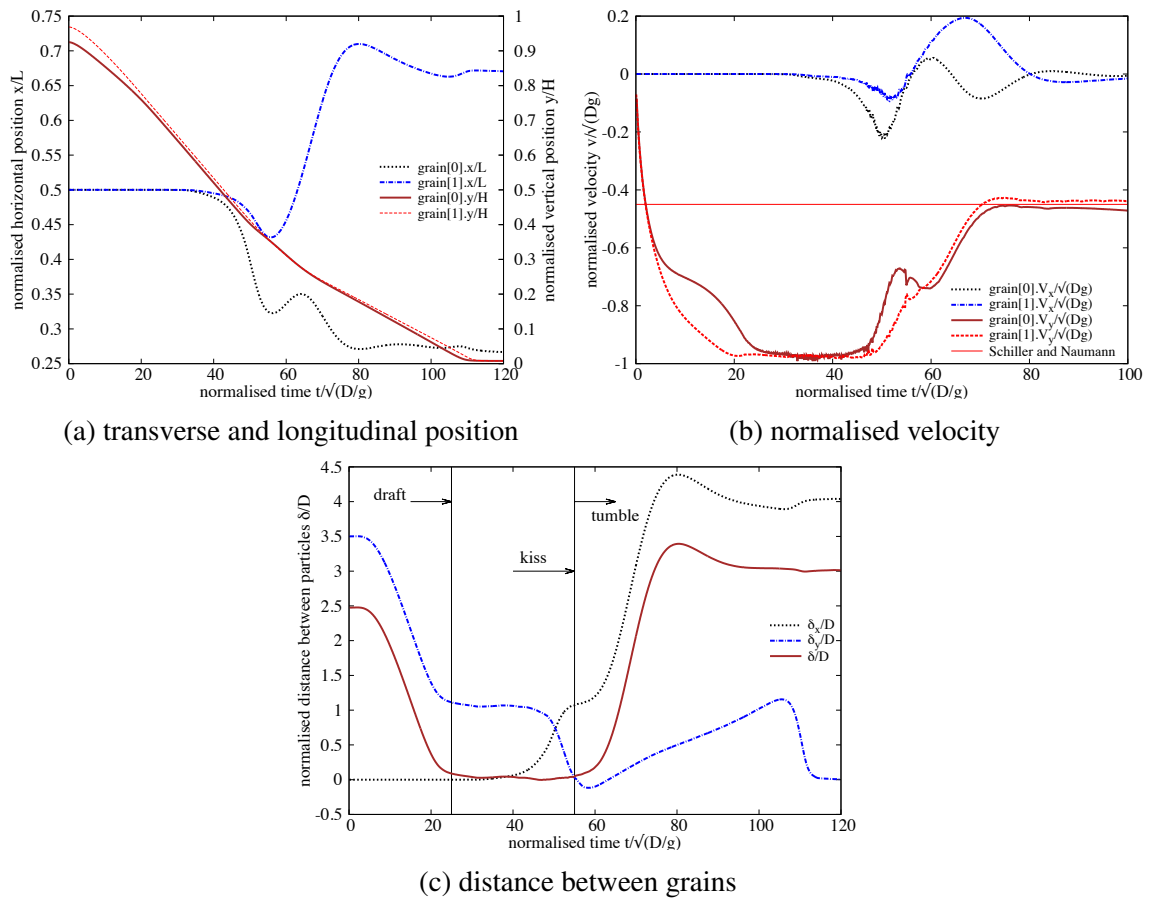 0.75
0.7
0.65
0.6
0.55
0.5
0.45
0.4
0.35
0.3
0.25
normalised horizontal position x/L
1
0.9
0.8
0.7
0.6
0.5
0.4
0.3
0.2
0.1
0
normalised vertical position y/H
grain[0].x/L
grain[1].x/L
grain[0].y/H
grain[1].y/H
0 20 40 60 80 100 120
normalised time t/√(D/g)
(a) transverse and longitudinal position
0.2
0
-0.2
-0.4
-0.6
-0.8
-1
normalised velocity v/√(Dg)
grain[0].Vx/√(Dg)
grain[1].Vx/√(Dg)
grain[0].Vy/√(Dg)
grain[1].Vy/√(Dg)
Schiller and Naumann
0 20 40 60 80 100
normalised time t/√(D/g)
(b) normalised velocity
4.5
4
3.5
3
2.5
2
1.5
1
0.5
0
-0.5
normalised distance between particles δ/D
draft
tumble
kiss
δx/D
δy/D
δ/D
0 20 40 60 80 100 120
normalised time t/√(D/g)
(c) distance between grains